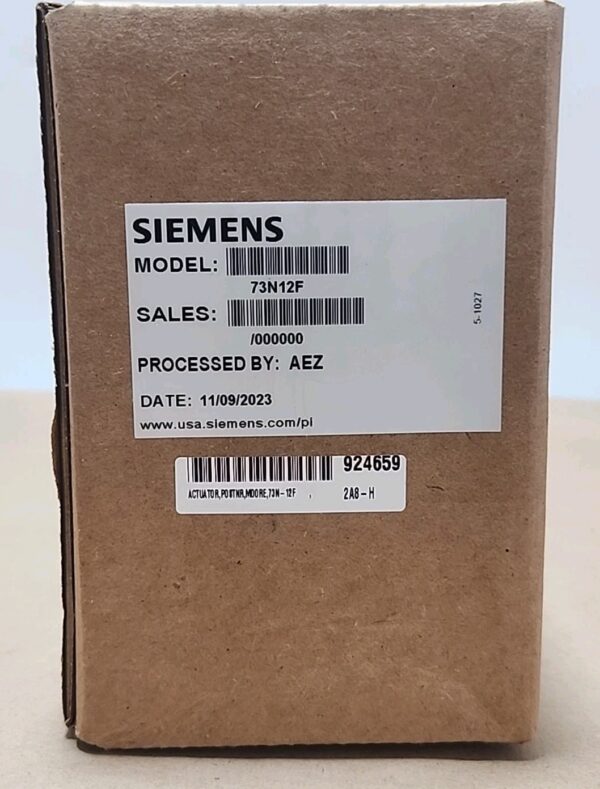 SIEMENS
MODEL:
73N12F
SALES:
/000000
PROCESSED BY: AEZ
DATE: 11/09/2023
www.usa.siemens.com/pi
5-1027
924659
ACTUATOR,POSTNR,MOORE,73N-12F ,
2A8-H